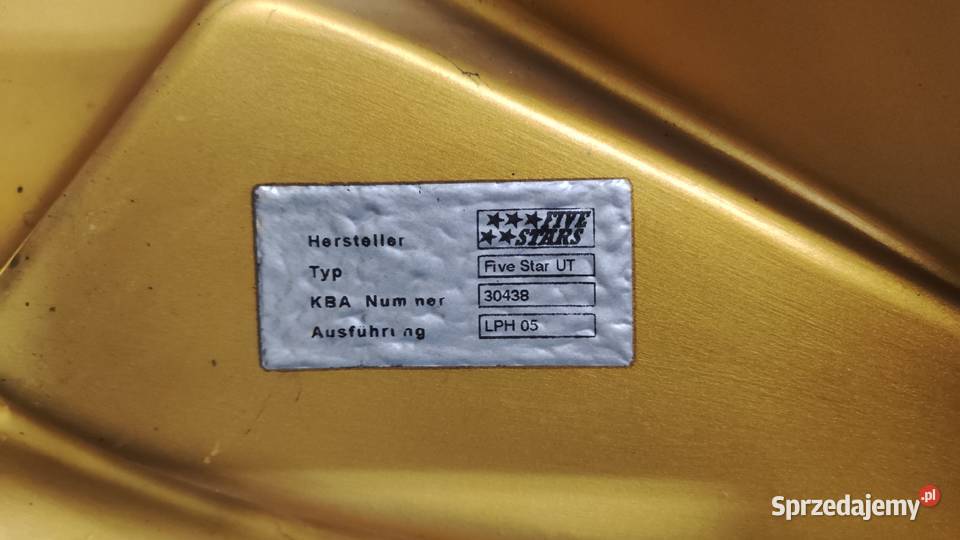 Hersteller FIVE STARS
Typ Five Star UT
KBA Nummer 30438
Ausführung LPH 05
Sprzedajemy.pl